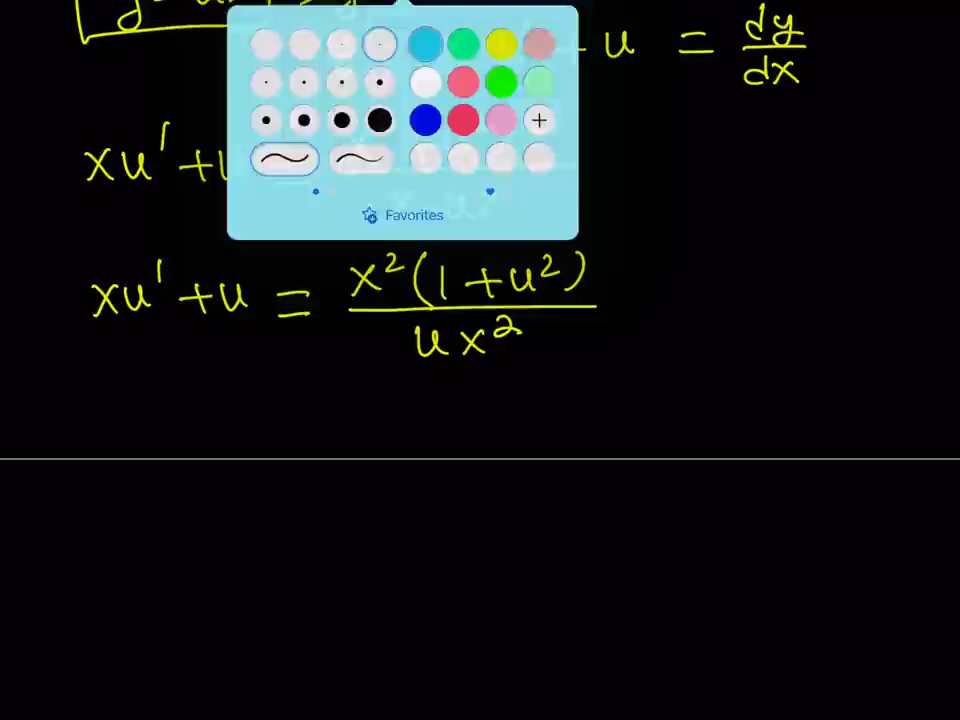 + u = dy/dx
xu' + u
Favorites
xu' + u = x²(1+u²)/ux²